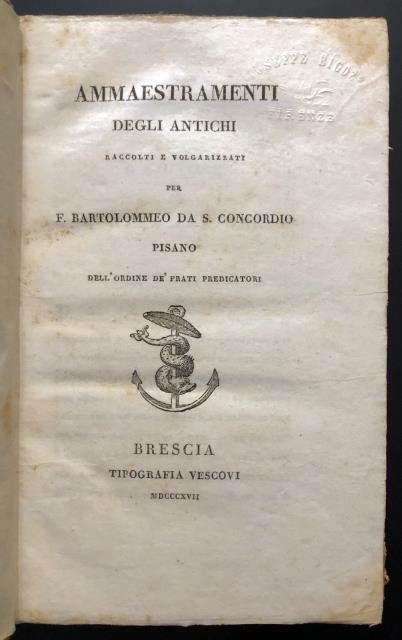 AMMAESTRAMENTI
DEGLI ANTICHI
RACCOLTI E VOLGARIZZATI
PER
F. BARTOLOMMEO DA S. CONCORDIO
PISANO
DELL'ORDINE DE' FRATI PREDICATORI
BRESCIA
TIPOGRAFIA VESCOVI
MDCCCXVII
FIRENZE